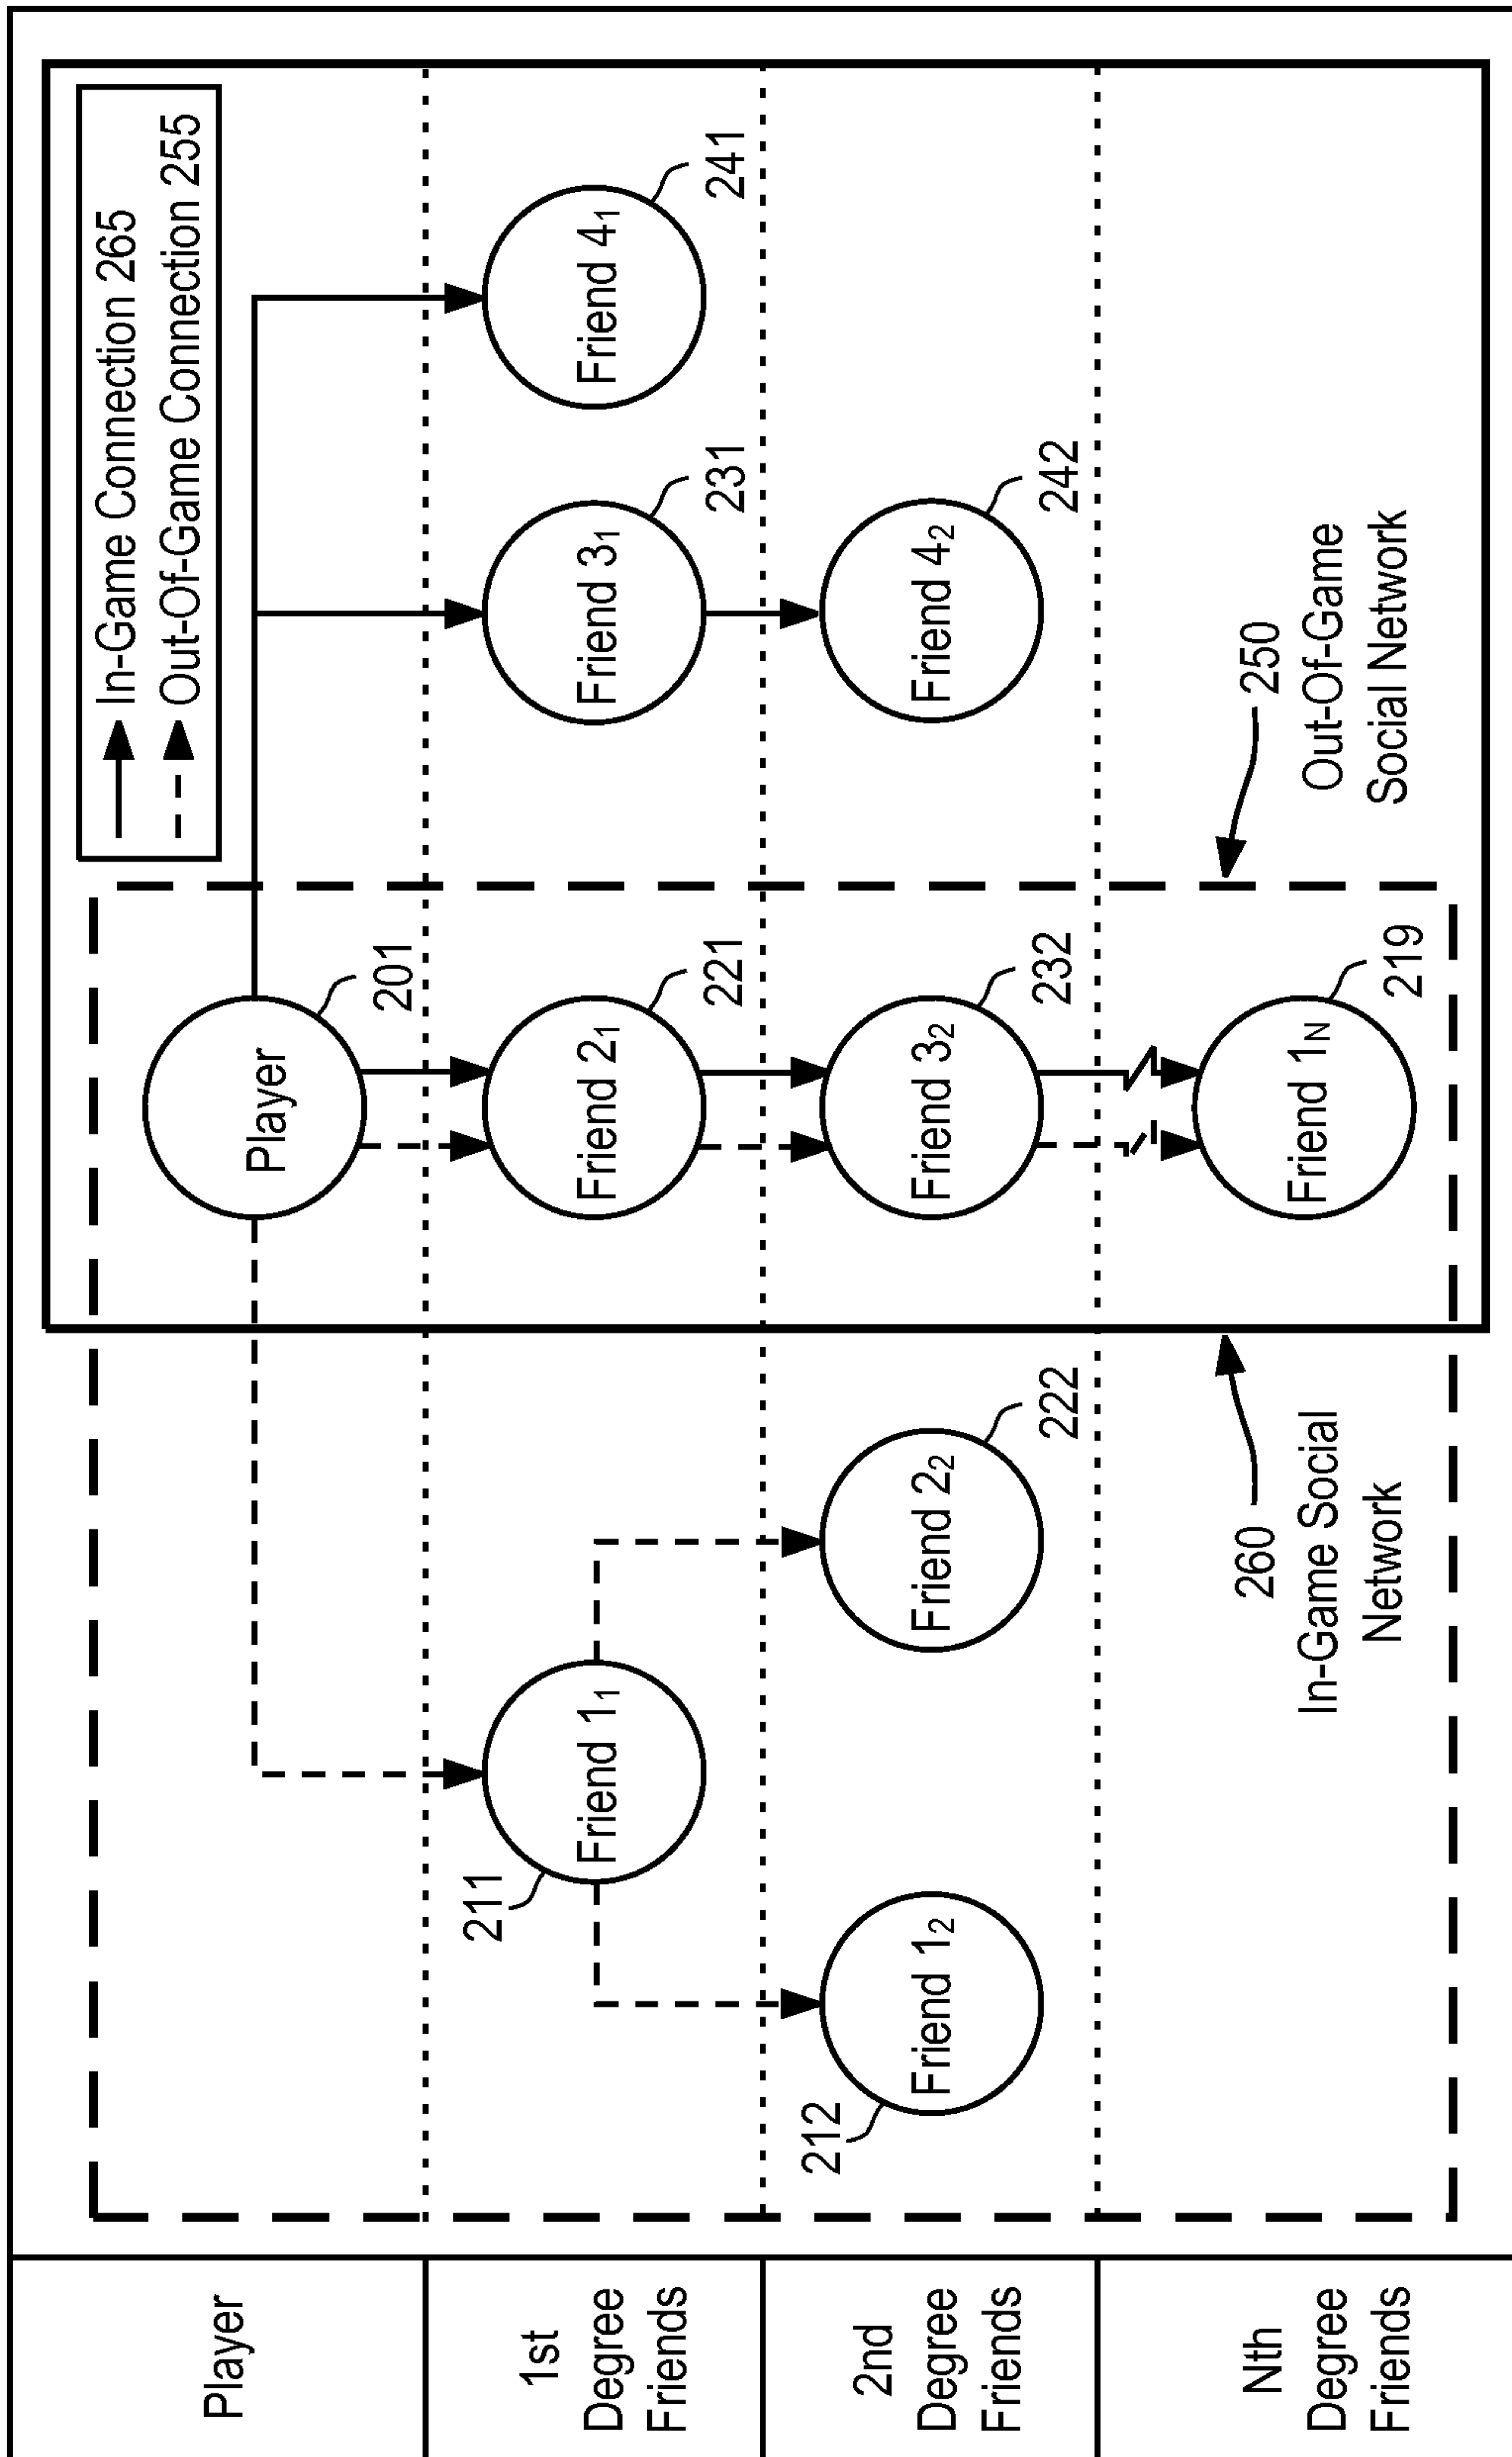 In-Game Connection 265
Out-Of-Game Connection 255
Player
Player
201
1st
Degree
Friends
211
Friend 1₁
Friend 2₁
221
Friend 3₁
231
Friend 4₁
241
2nd
Degree
Friends
212
Friend 1₂
Friend 2₂
222
Friend 3₂
232
Friend 4₂
242
Nth
Degree
Friends
260
In-Game Social
Network
Friend 1N
219
250
Out-Of-Game
Social Network